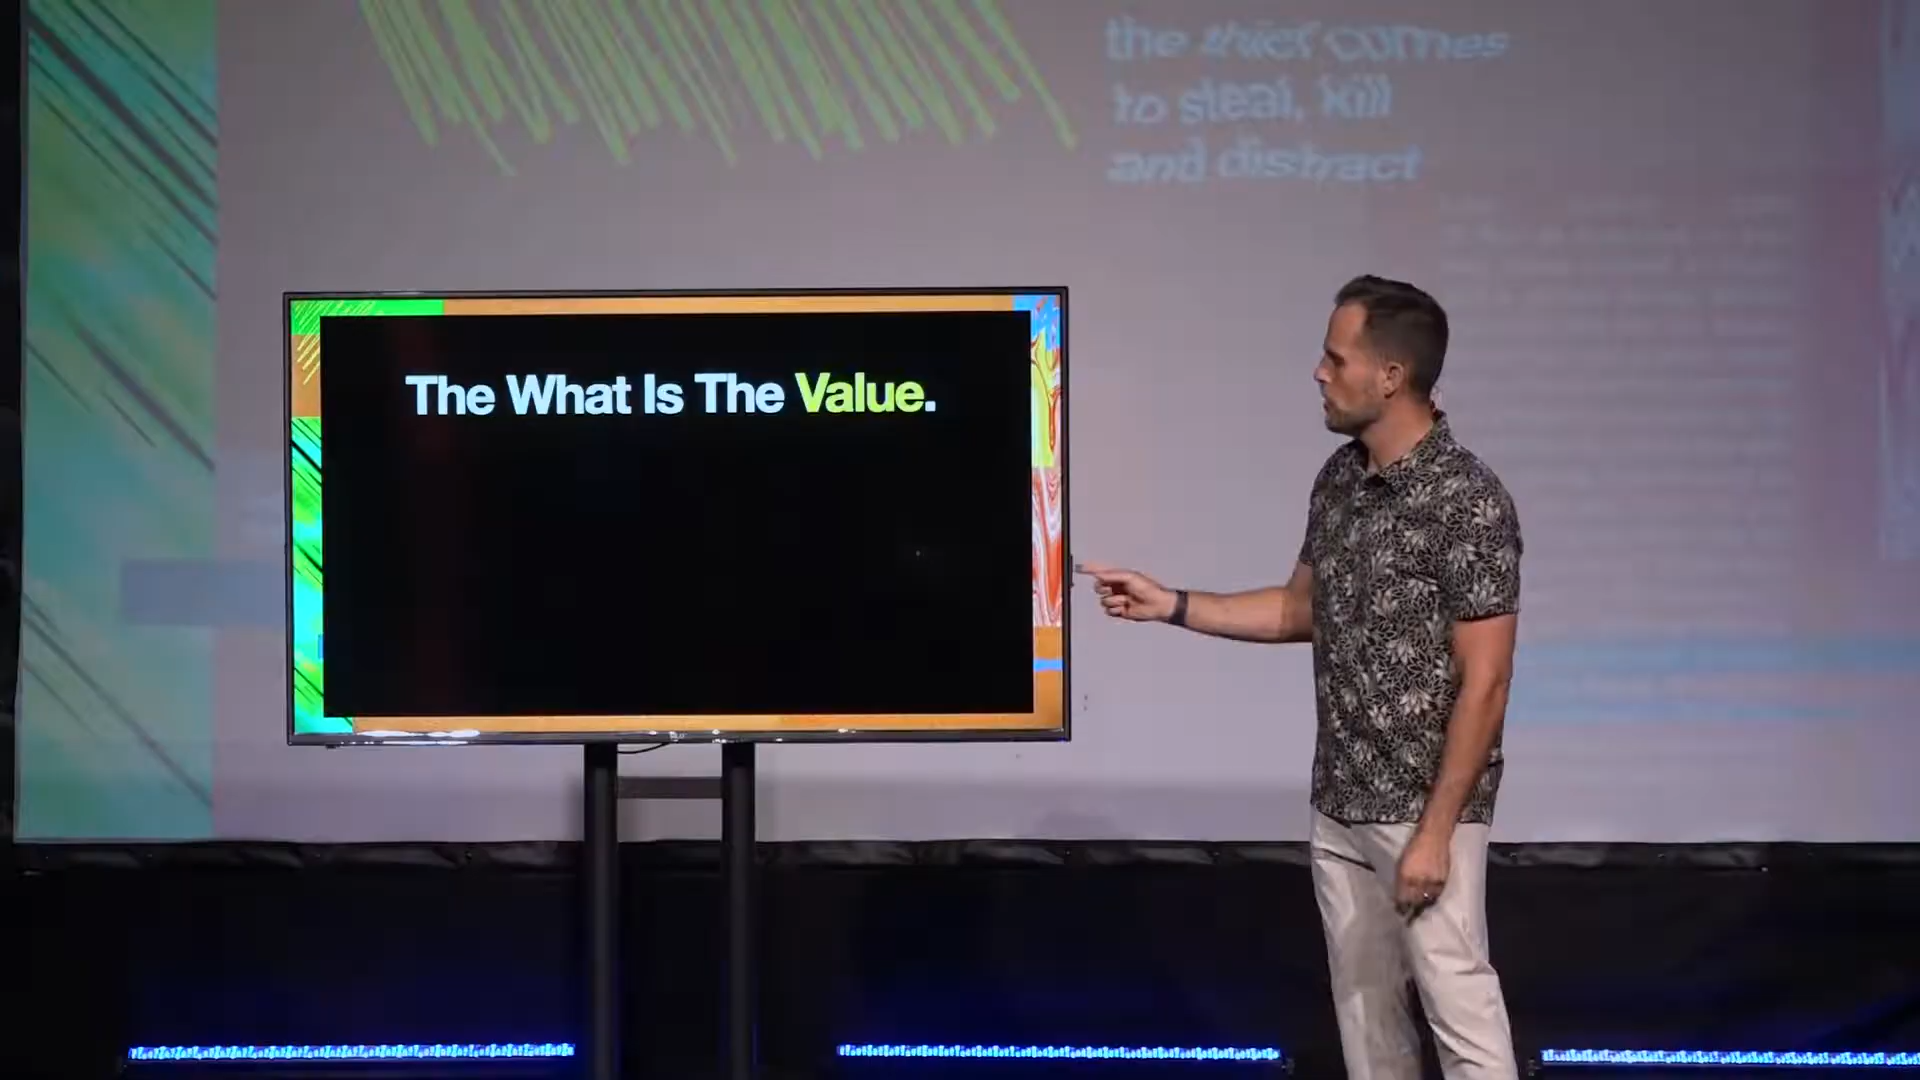 the thief comes
to steal, kill
and distract
The What Is The Value.